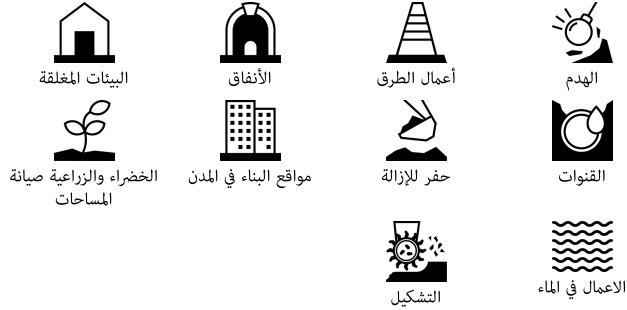 الهدم
أعمال الطرق
الأنفاق
البيئات المغلقة
القنوات
حفر للإزالة
مواقع البناء في المدن
الخضراء والزراعية صيانة
المساحات
الاعمال في الماء
التشكيل